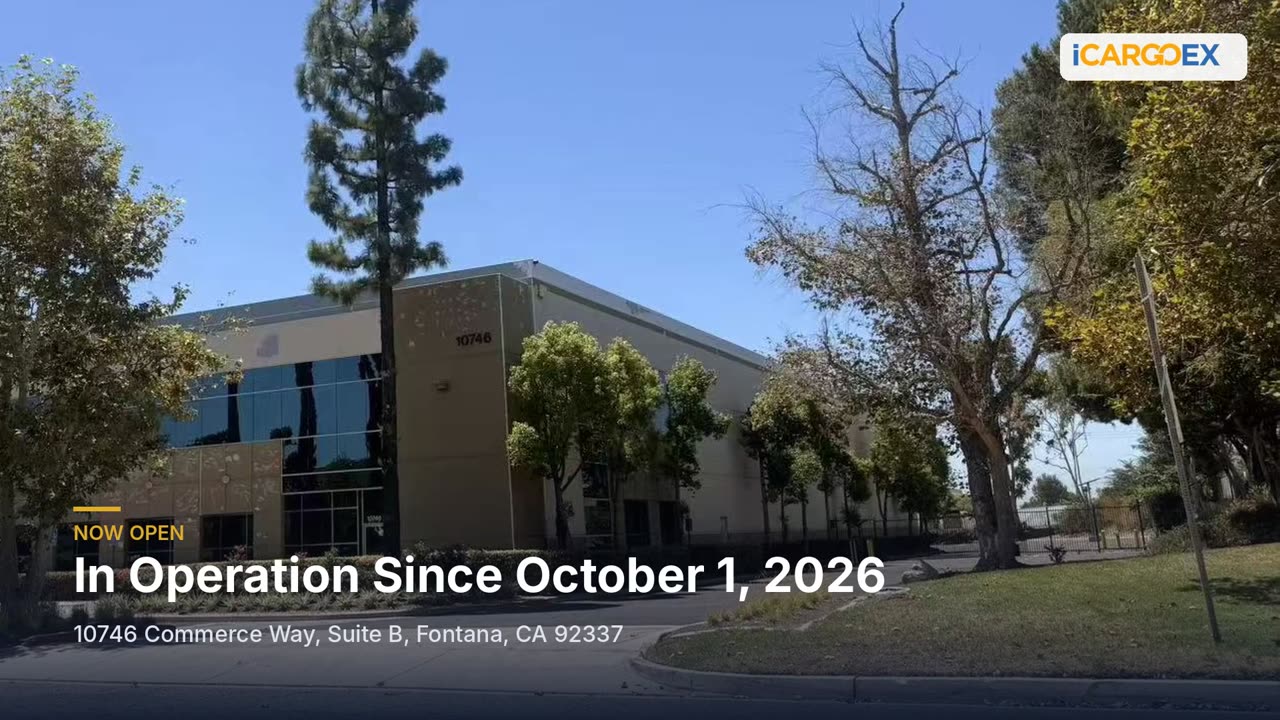 iCARGOEX
10746
NOW OPEN
In Operation Since October 1, 2026
10746 Commerce Way, Suite B, Fontana, CA 92337